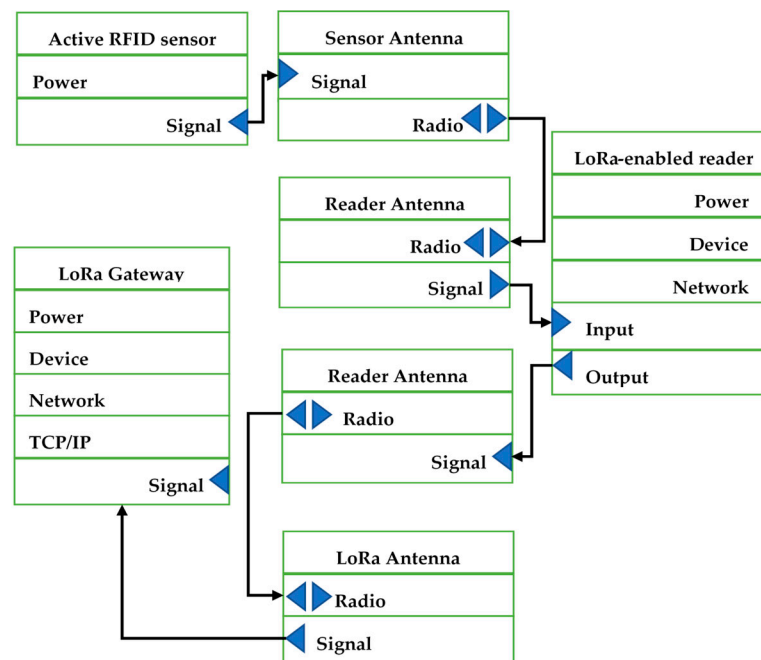 Active RFID sensor
Power
Signal
Sensor Antenna
Signal
Radio
LoRa-enabled reader
Power
Device
Network
Input
Output
Reader Antenna
Radio
Signal
LoRa Gateway
Power
Device
Network
TCP/IP
Signal
Reader Antenna
Radio
Signal
LoRa Antenna
Radio
Signal